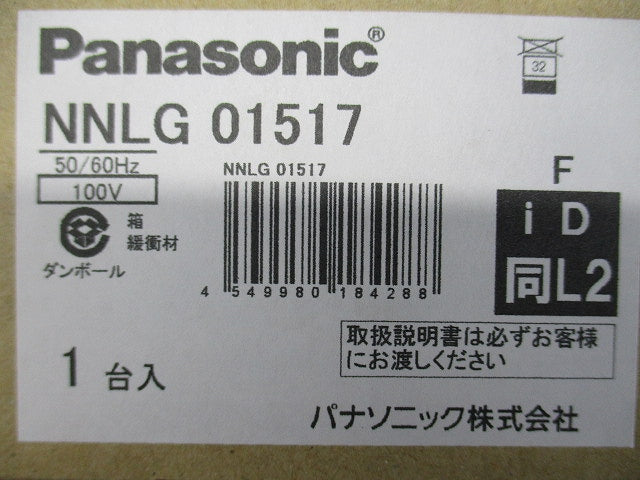 Panasonic®
32
NNLG 01517
50/60Hz
100V
NNLG 01517
F
箱
緩衝材
ダンボール
i D
同L2
4 549980 184288
取扱説明書は必ずお客様
にお渡しください
1 台入
パナソニック株式会社